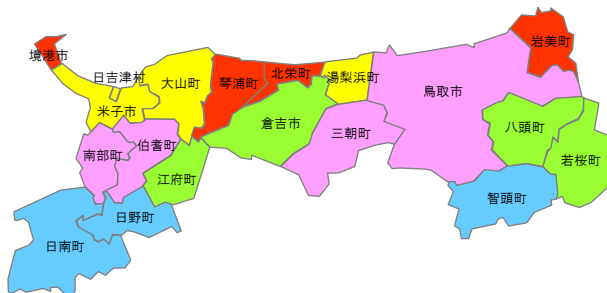 境港市
日吉津村
米子市
大山町
琴浦町
北栄町
湯梨浜町
岩美町
鳥取市
倉吉市
三朝町
八頭町
若桜町
南部町
伯耆町
江府町
智頭町
日野町
日南町